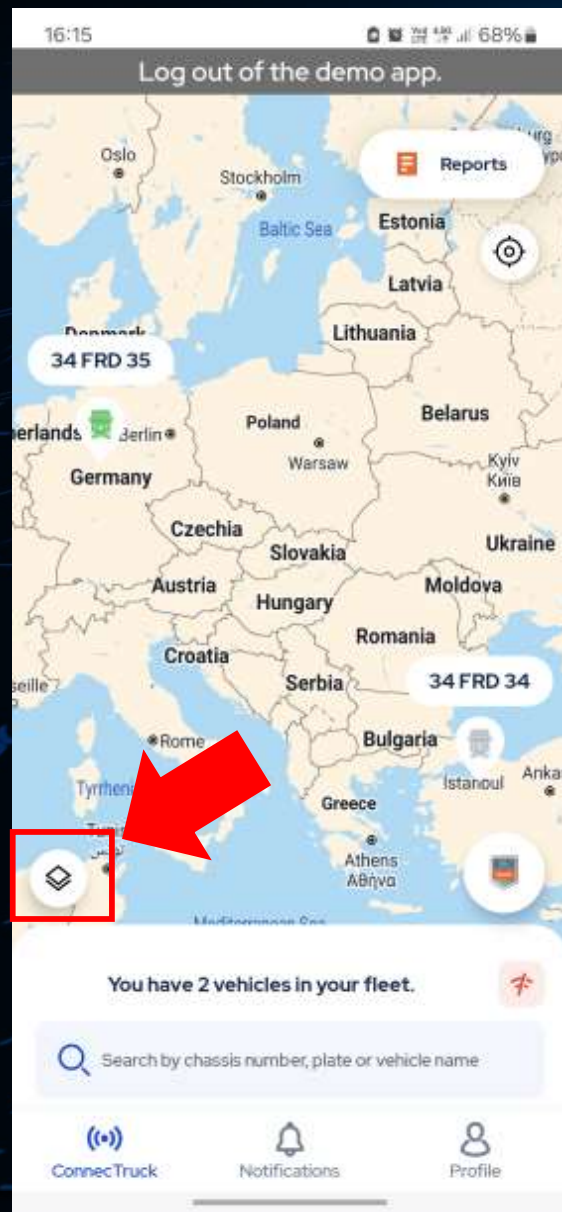 16:15
68%
Log out of the demo app.
Oslo
Stockholm
Reports
Baltic Sea
Estonia
Latvia
Lithuania
Denmark
34 FRD 35
Belarus
Poland
Berlin
Warsaw
Kyiv
Київ
Germany
Czechia
Ukraine
Slovakia
Austria
Moldova
Hungary
Romania
Croatia
Serbia
34 FRD 34
Bulgaria
Rome
Greece
Athens
Αθήνα
Mediterranean Sea
You have 2 vehicles in your fleet.
Search by chassis number, plate or vehicle name
ConnecTruck
Notifications
Profile